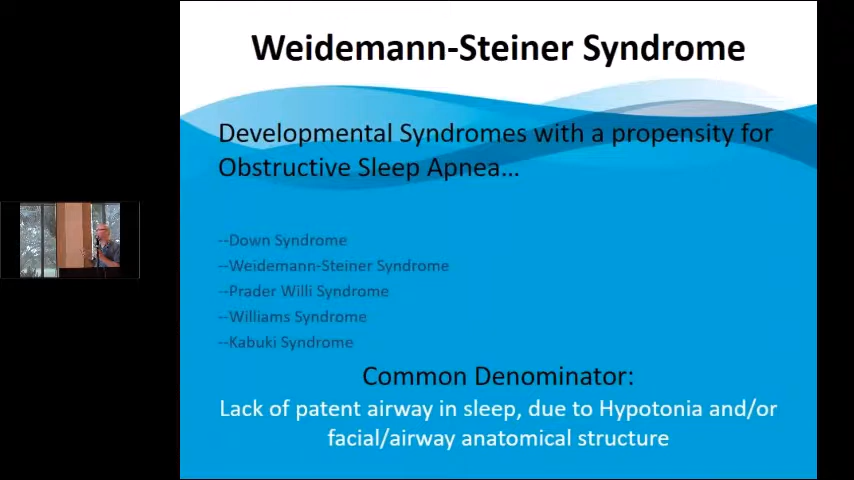 Weidemann-Steiner Syndrome
Developmental Syndromes with a propensity for
Obstructive Sleep Apnea...
--Down Syndrome
--Weidemann-Steiner Syndrome
--Prader Willi Syndrome
--Williams Syndrome
--Kabuki Syndrome
Common Denominator:
Lack of patent airway in sleep, due to Hypotonia and/or
facial/airway anatomical structure